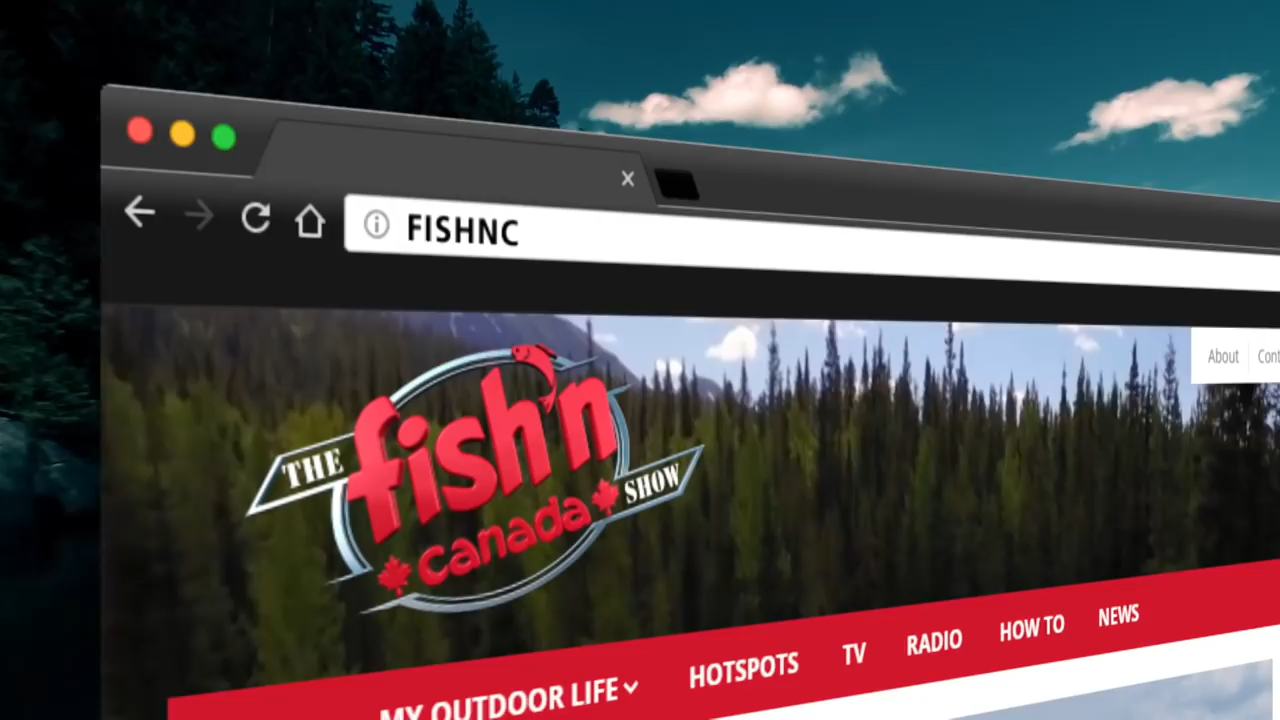 FISHNC
About
THE
fish'n
canada
SHOW
MY OUTDOOR LIFE
HOTSPOTS
TV
RADIO
HOW TO
NEWS